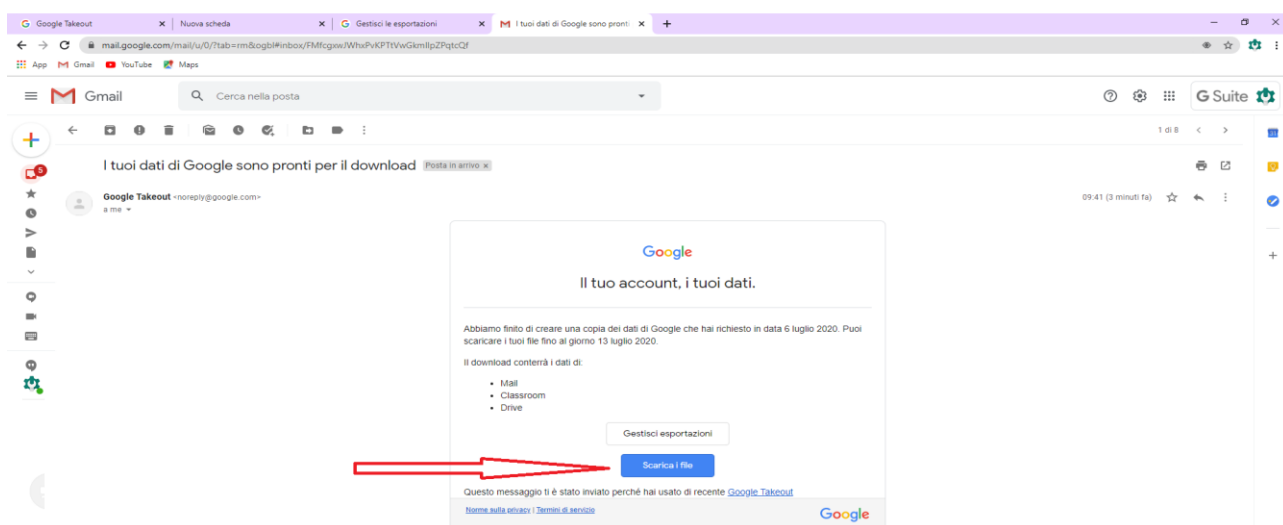 Google Takeout
Nuova scheda
Gestisci le esportazioni
I tuoi dati di Google sono pronti
mail.google.com/mail/u/0/?tab=rm&ogbl#inbox/FMfcgxwJWhxPvKPTtVwGkmIlpZPqtcQf
App Gmail YouTube Maps
Gmail
Cerca nella posta
G Suite
1 di 8
5
31
I tuoi dati di Google sono pronti per il download Posta in arrivo x
Google Takeout <noreply@google.com>
a me
09:41 (3 minuti fa)
Google
Il tuo account, i tuoi dati.
Abbiamo finito di creare una copia dei dati di Google che hai richiesto in data 6 luglio 2020. Puoi
scaricare i tuoi file fino al giorno 13 luglio 2020.
Il download conterrà i dati di:
• Mail
• Classroom
• Drive
Gestisci esportazioni
Scarica i file
Questo messaggio ti è stato inviato perché hai usato di recente Google Takeout
Norme sulla privacy | Termini di servizio
Google